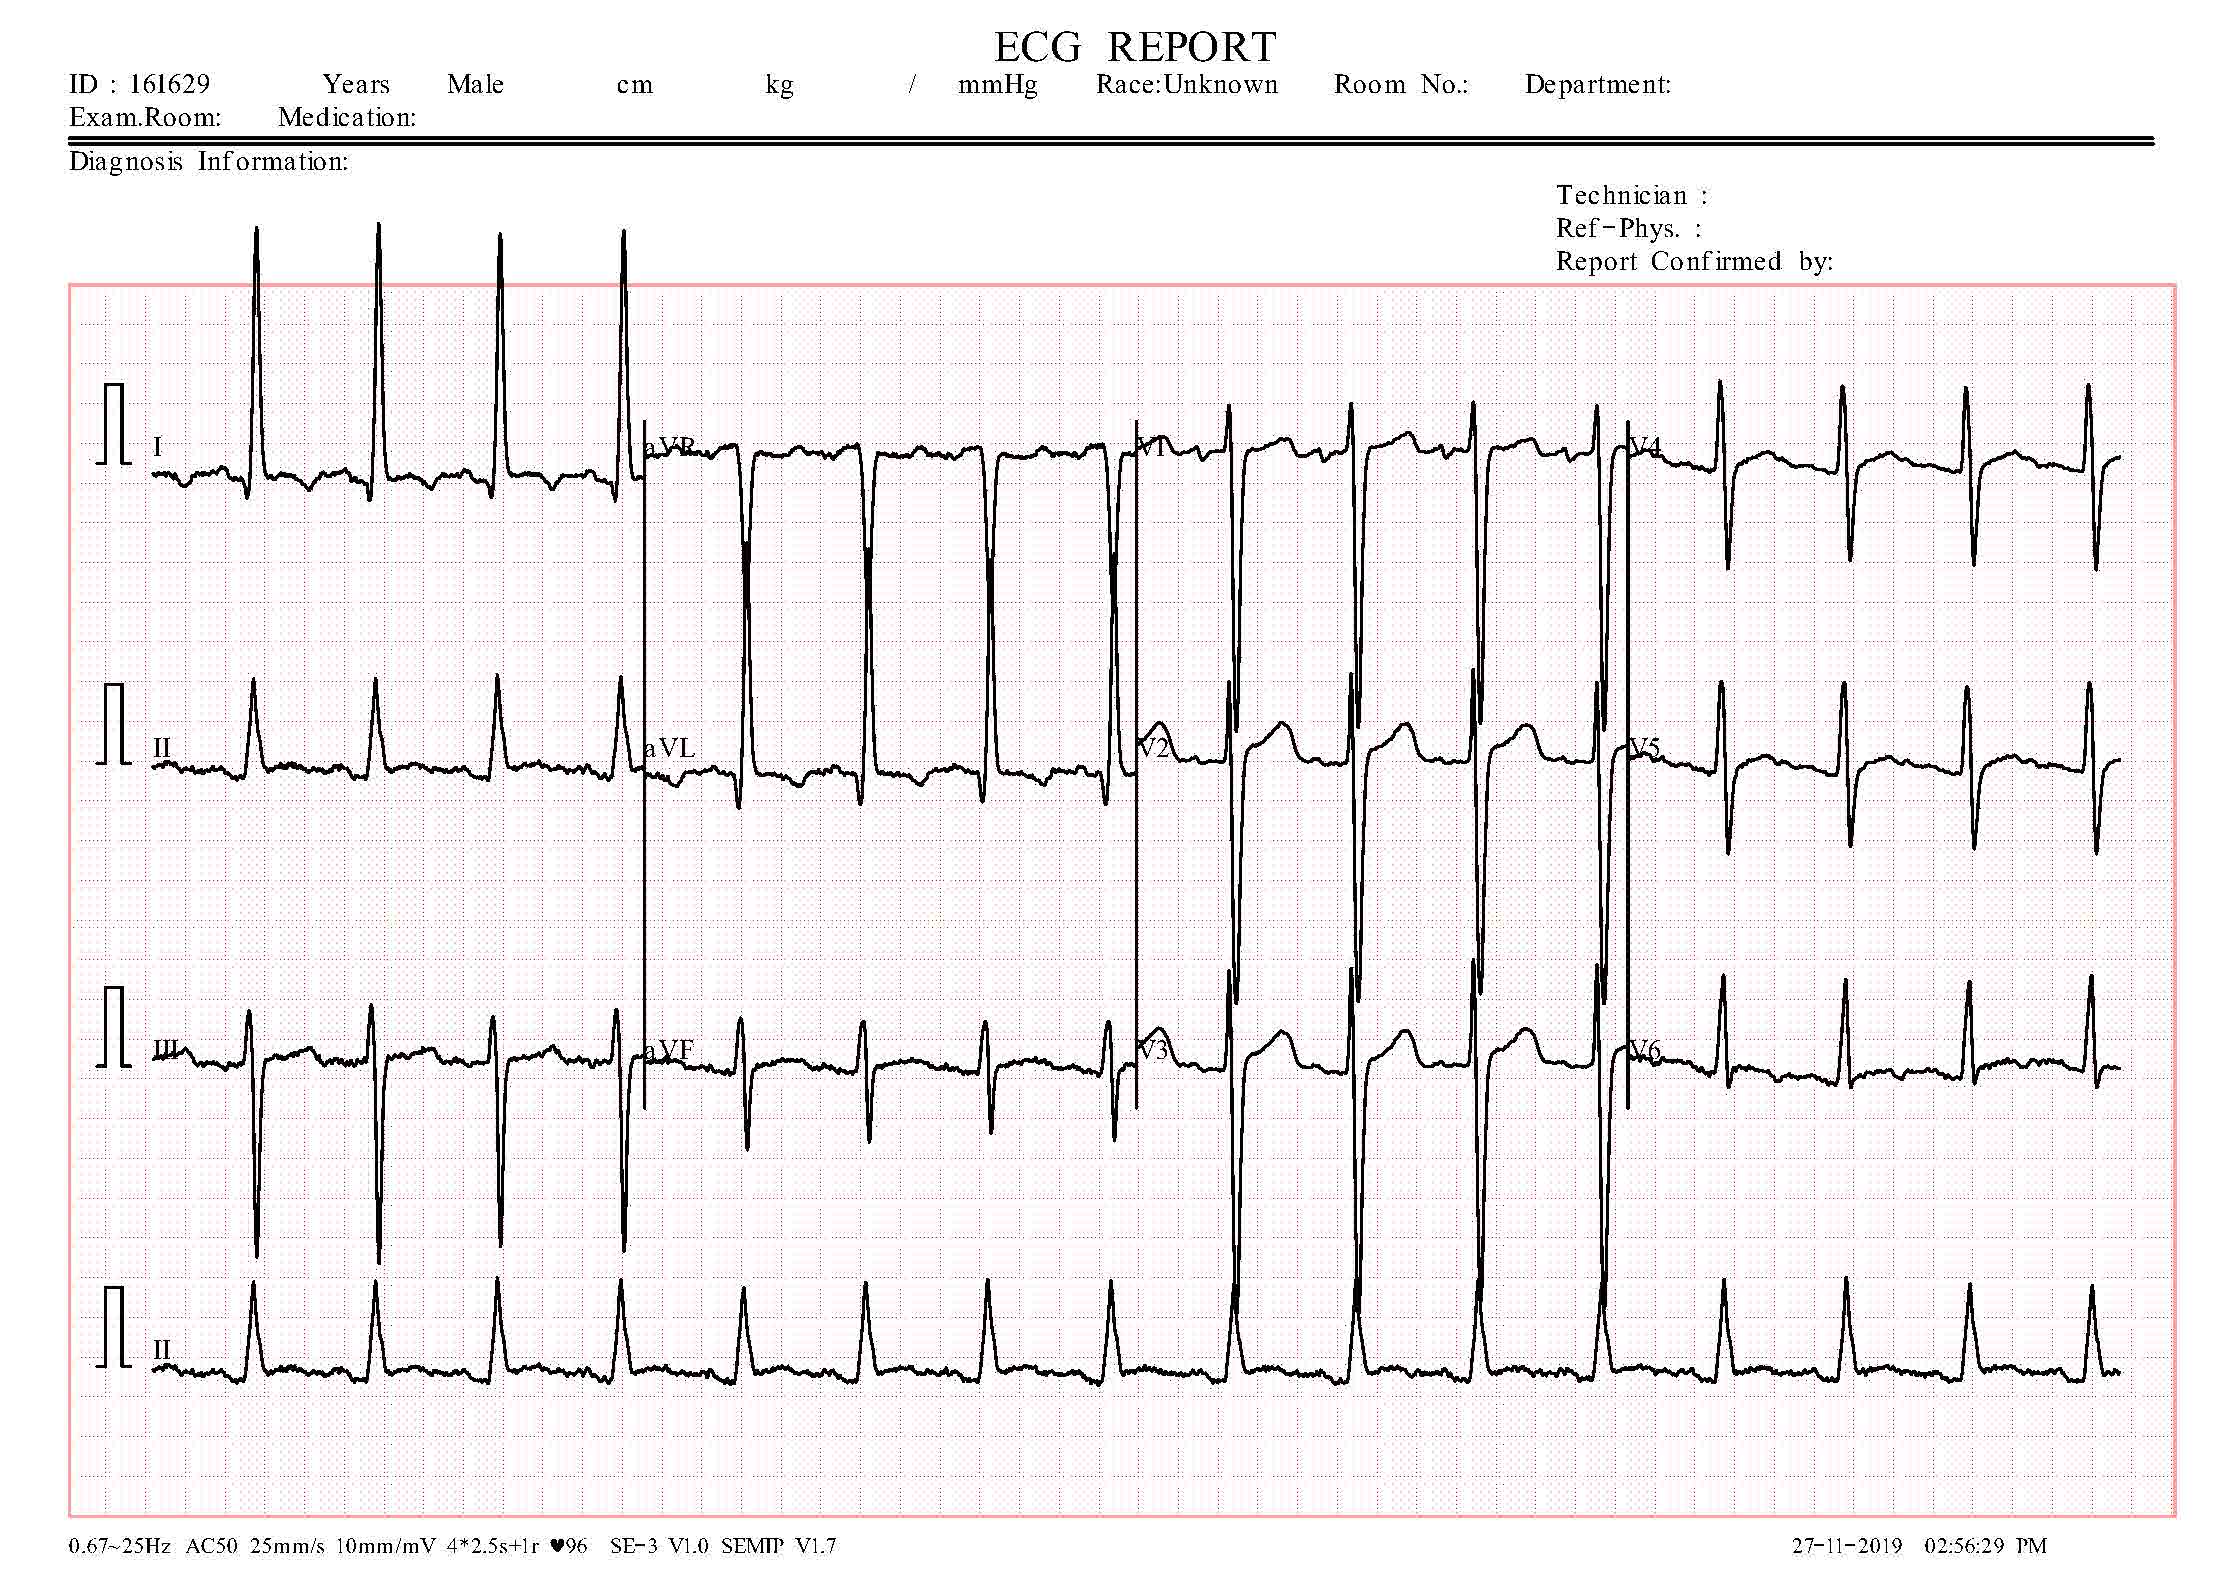 ECG REPORT
ID : 161629 Years Male cm kg / mmHg Race:Unknown Room No.: Department:
Exam.Room: Medication:
Diagnosis Information:
Technician :
Ref-Phys. :
Report Confirmed by:
I aVR V1 V4
II aVL V2 V5
III aVF V3 V6
II
0.67~25Hz AC50 25mm/s 10mm/mV 4*2.5s+1r ♥96 SE-3 V1.0 SEMIP V1.7 27-11-2019 02:56:29 PM